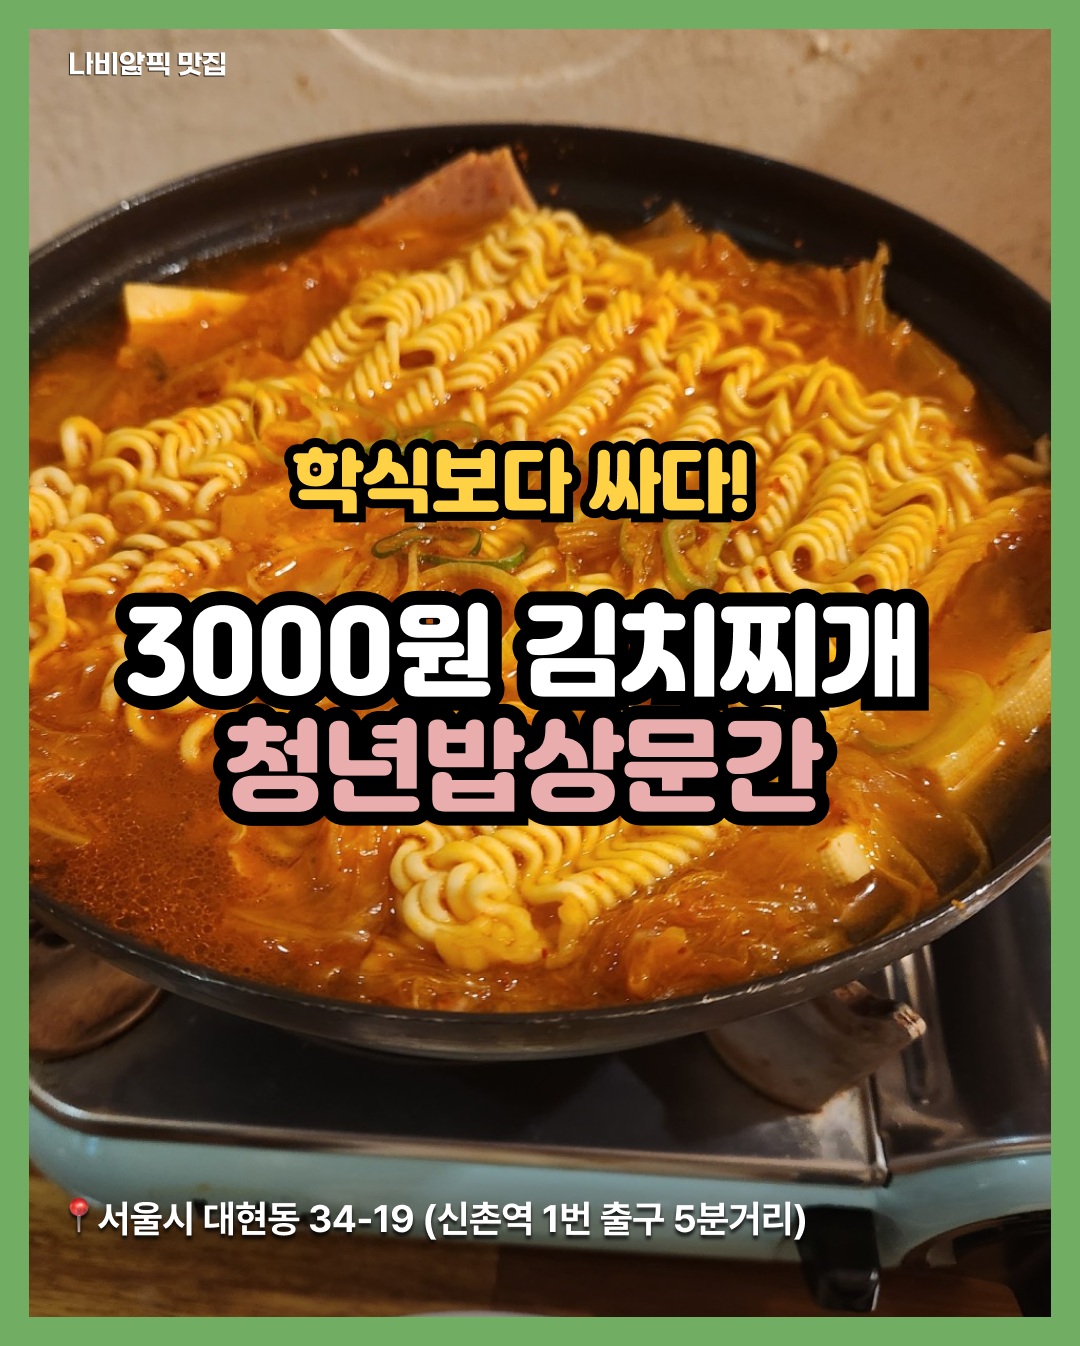 나비얇픽 맛집
학식보다 싸다!
3000원 김치찌개
청년밥상문간
📍서울시 대현동 34-19 (신촌역 1번 출구 5분거리)